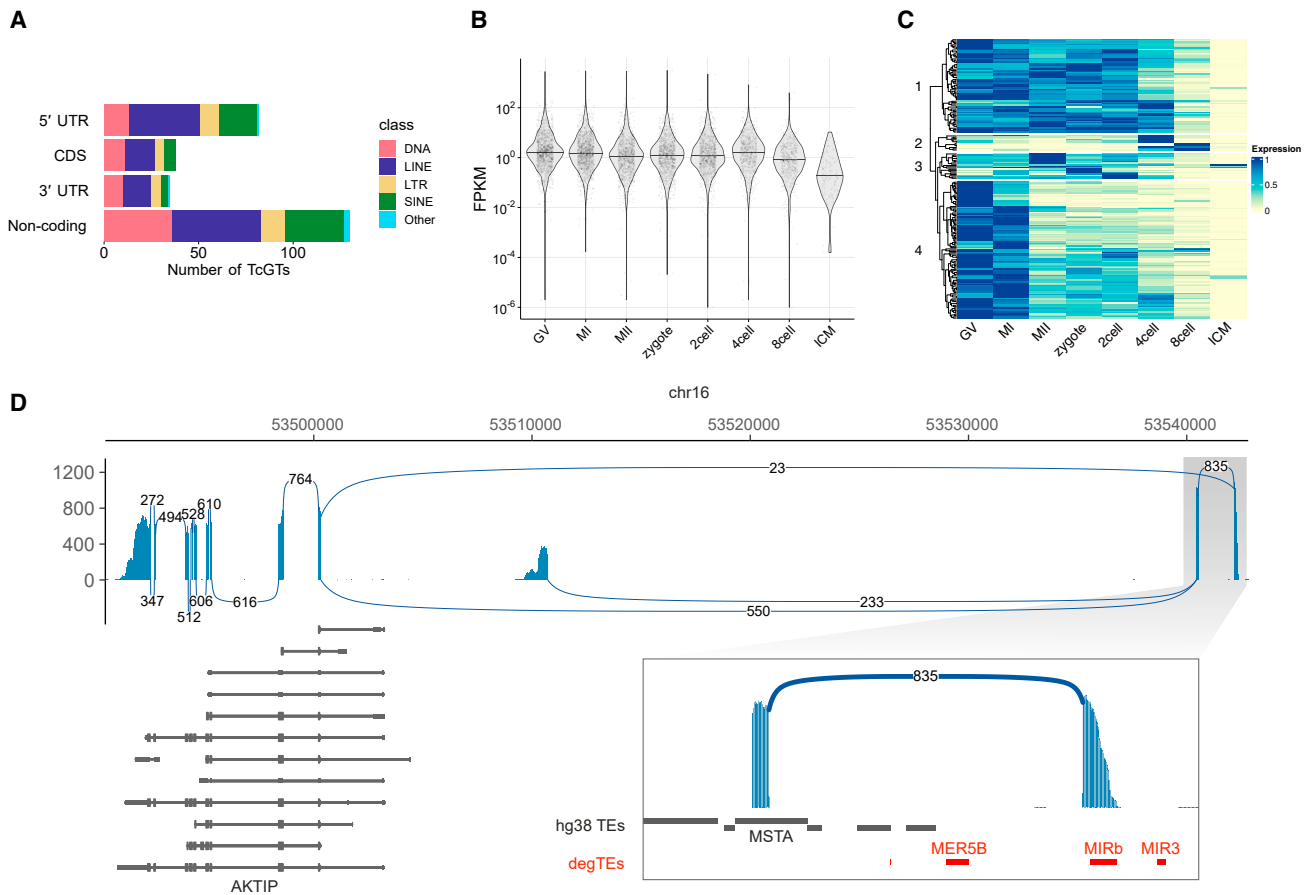 A
5′ UTR
CDS
3′ UTR
Non-coding
0
50
100
Number of TcGTs
class
DNA
LINE
LTR
SINE
Other
B
FPKM
10²
10⁰
10⁻²
10⁻⁴
10⁻⁶
GV
MI
MII
zygote
2cell
4cell
8cell
ICM
C
1
2
3
4
GV
MI
MII
zygote
2cell
4cell
8cell
ICM
Expression
1
0.5
0
D
chr16
53500000
53510000
53520000
53530000
53540000
1200
800
400
0
272
494
528
610
764
23
835
347
512
606
616
233
550
AKTIP
835
hg38 TEs
MSTA
degTEs
MER5B
MIRb
MIR3